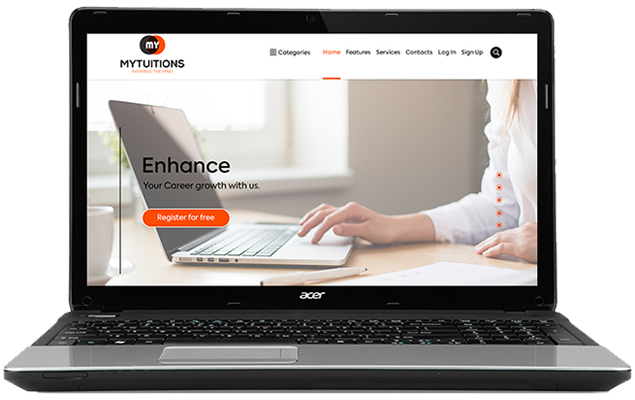 MY
MYTUITIONS
INSPIRING THE MIND
Categories Home Features Services Contacts Log In Sign Up
Enhance
Your Career growth with us.
Register for free
acer